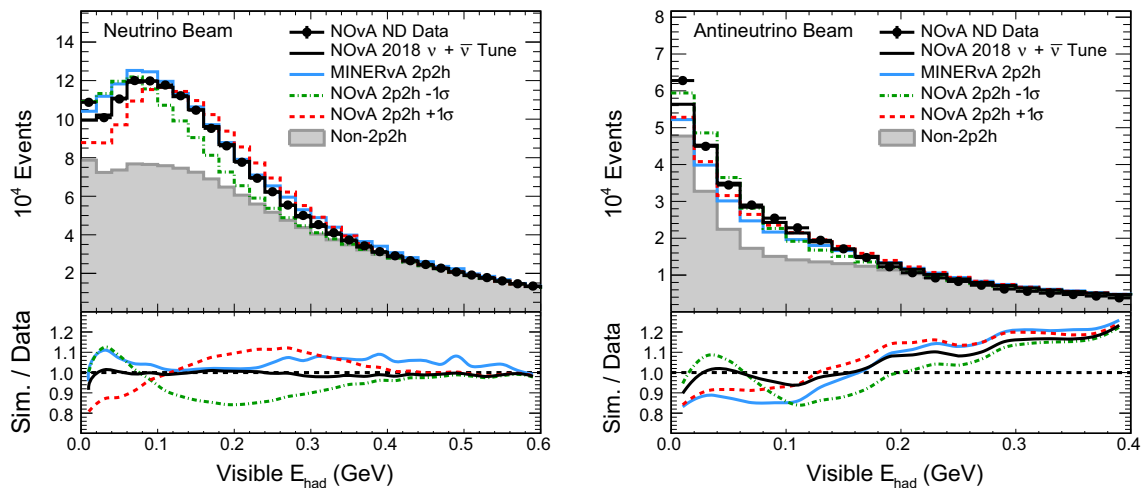 Neutrino Beam
NOvA ND Data
NOvA 2018 ν + ν̄ Tune
MINERvA 2p2h
NOvA 2p2h -1σ
NOvA 2p2h +1σ
Non-2p2h
10⁴ Events
14
12
10
8
6
4
2
Sim. / Data
1.2
1.1
1.0
0.9
0.8
0.0 0.1 0.2 0.3 0.4 0.5 0.6
Visible E_had (GeV)
Antineutrino Beam
NOvA ND Data
NOvA 2018 ν + ν̄ Tune
MINERvA 2p2h
NOvA 2p2h -1σ
NOvA 2p2h +1σ
Non-2p2h
10⁴ Events
8
7
6
5
4
3
2
1
Sim. / Data
1.2
1.1
1.0
0.9
0.8
0.0 0.1 0.2 0.3 0.4
Visible E_had (GeV)